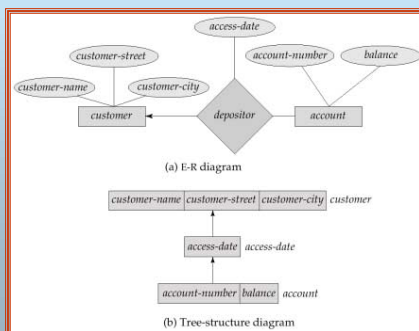 access-date
customer-street
account-number balance
customer-name customer-city
customer depositor account
(a) E-R diagram
customer-name customer-street customer-city customer
access-date access-date
account-number balance account
(b) Tree-structure diagram